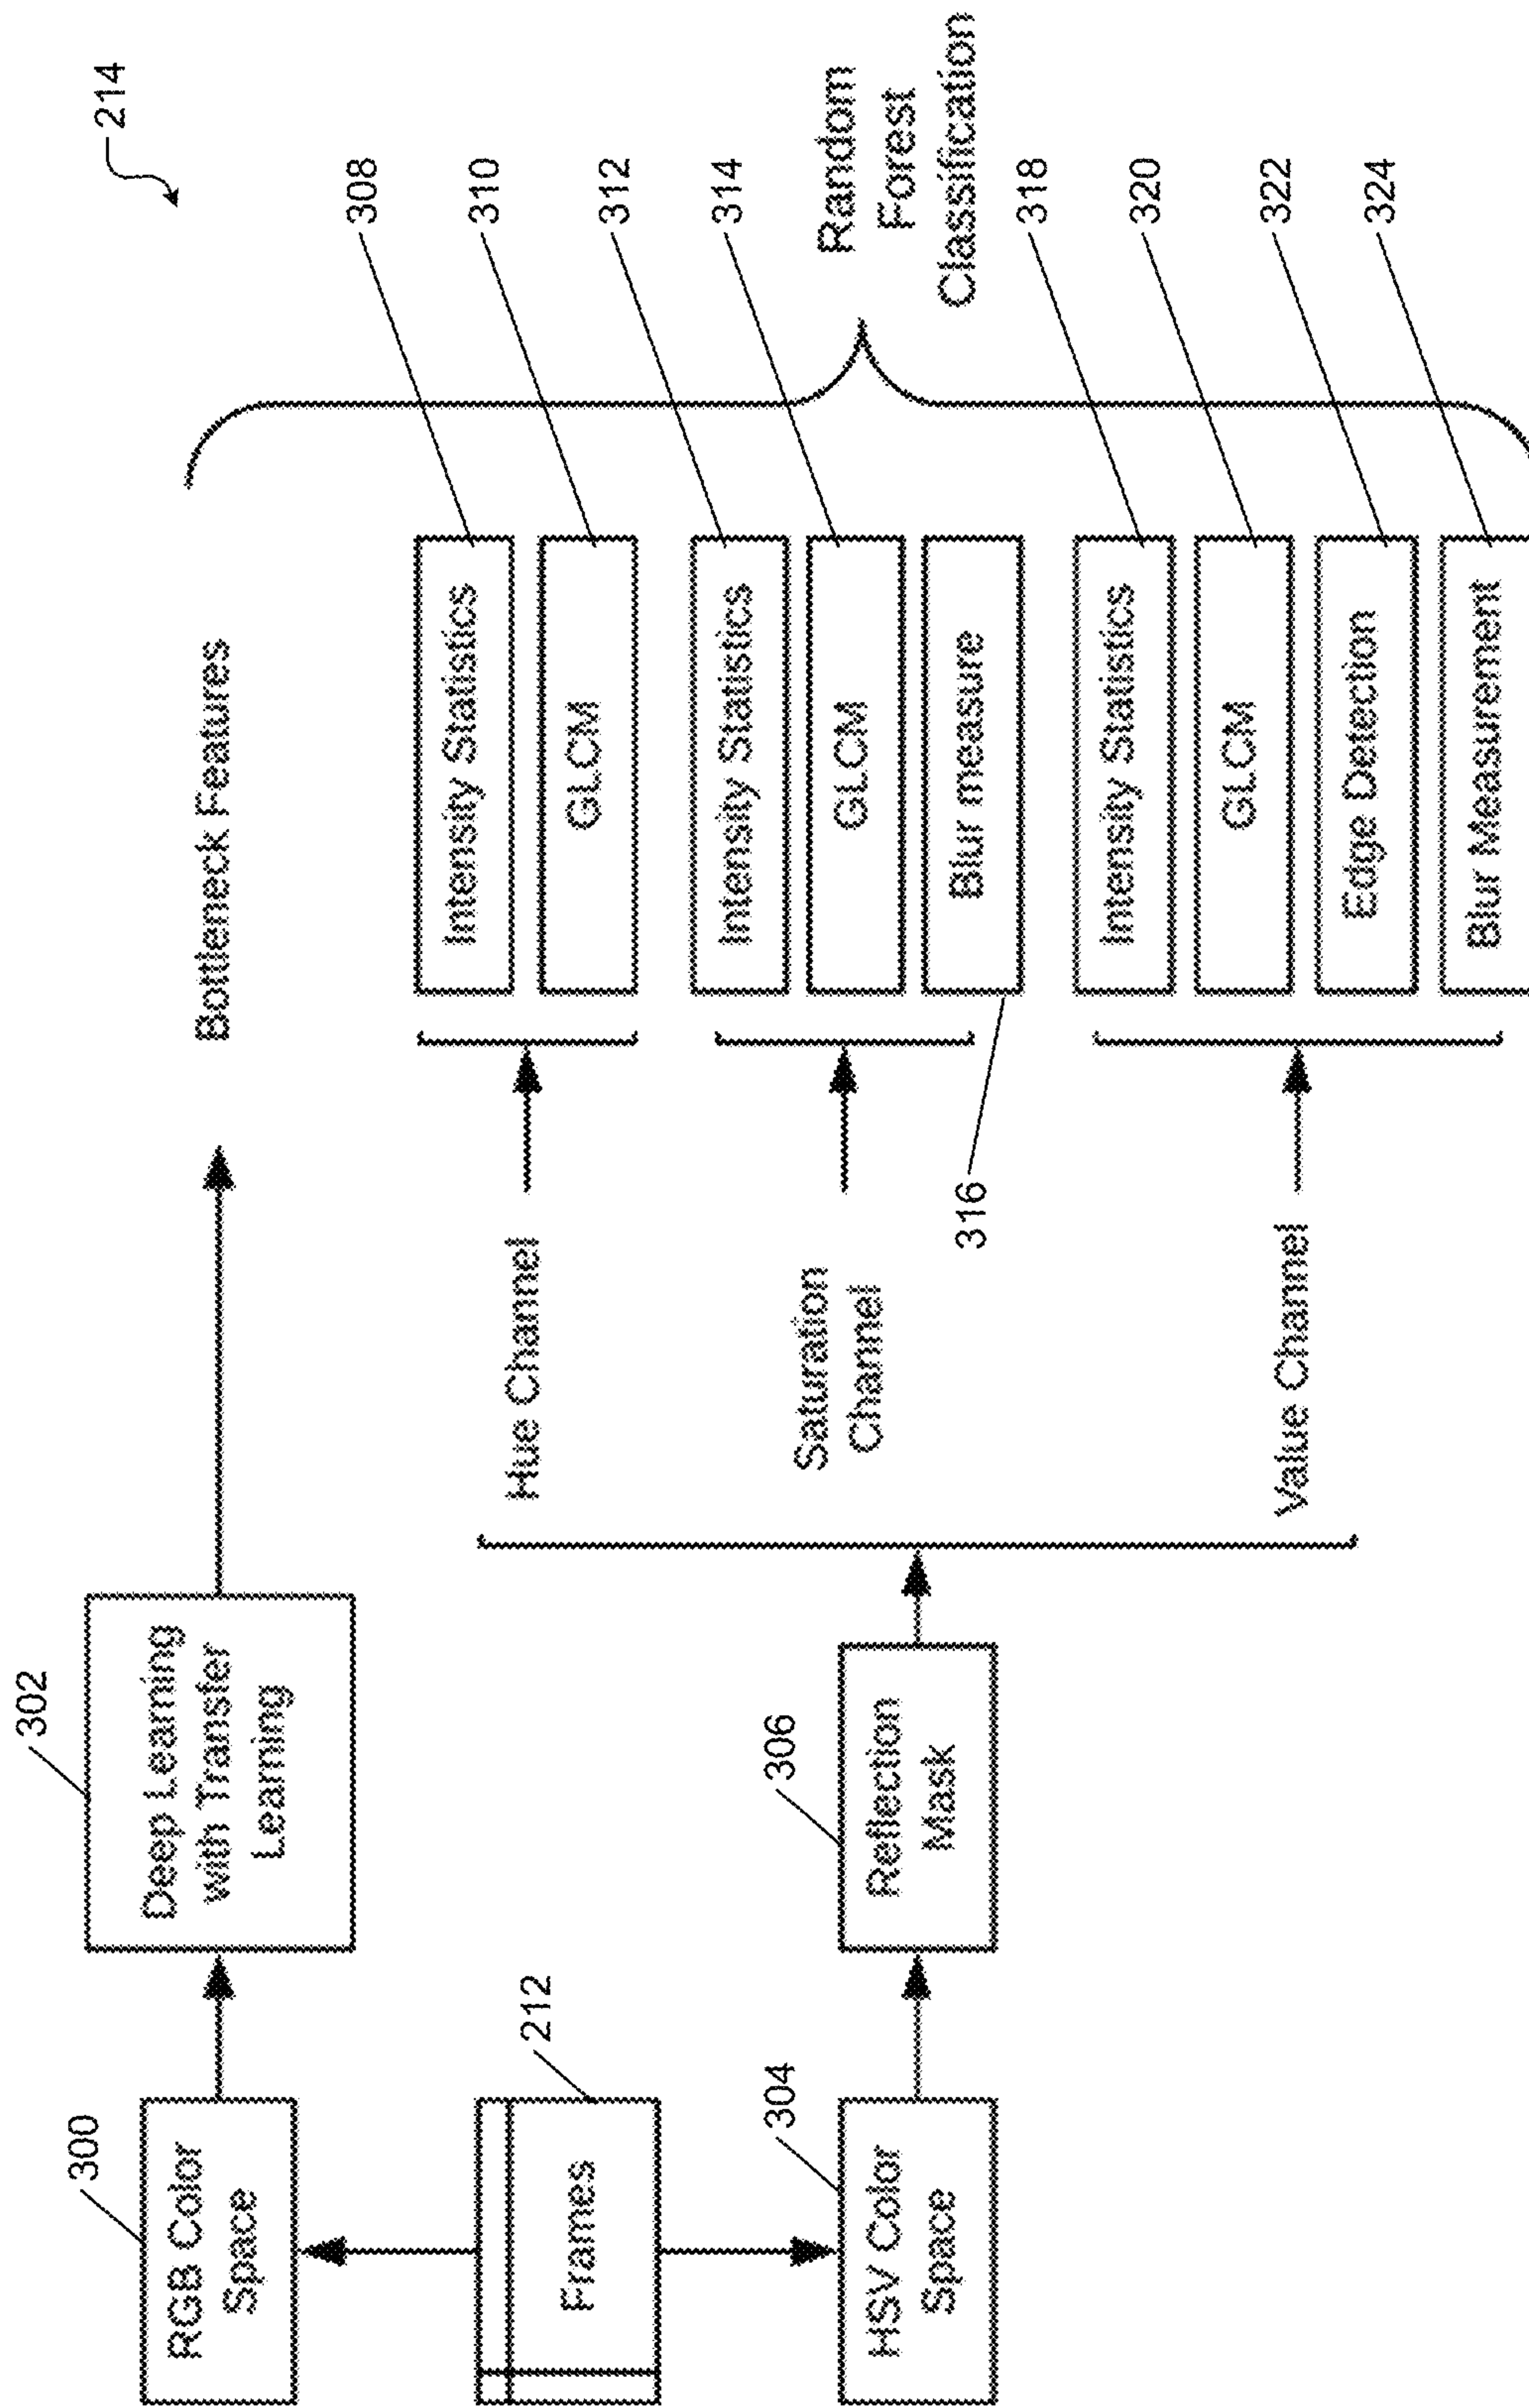 214
300
RGB Color
Space
302
Deep Learning
with Transfer
Learning
Bottleneck Features
212
Frames
304
HSV Color
Space
306
Reflection
Mask
Hue Channel
Intensity Statistics
308
GLCM
310
Saturation
Channel
Intensity Statistics
312
GLCM
314
Blur measure
316
Value Channel
Intensity Statistics
318
GLCM
320
Edge Detection
322
Blur Measurement
324
Random
Forest
Classification